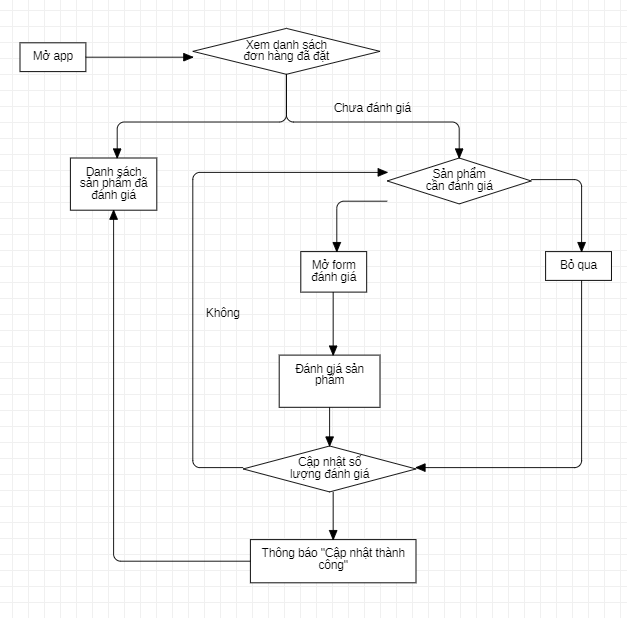 Mở app
Xem danh sách
đơn hàng đã đặt
Chưa đánh giá
Danh sách
sản phẩm đã
đánh giá
Sản phẩm
cần đánh giá
Mở form
đánh giá
Bỏ qua
Không
Đánh giá sản
phẩm
Cập nhật số
lượng đánh giá
Thông báo "Cập nhật thành
công"